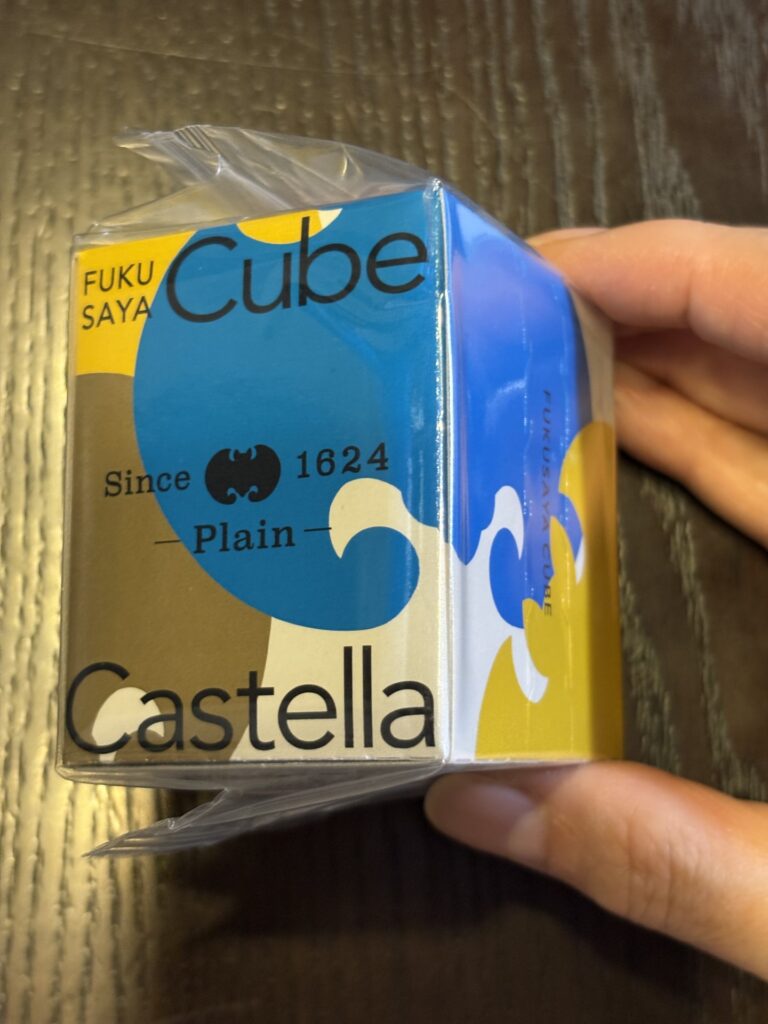 FUKU
SAYA
Cube
Since 1624
—Plain—
Castella
FUKUSAYA CUBE